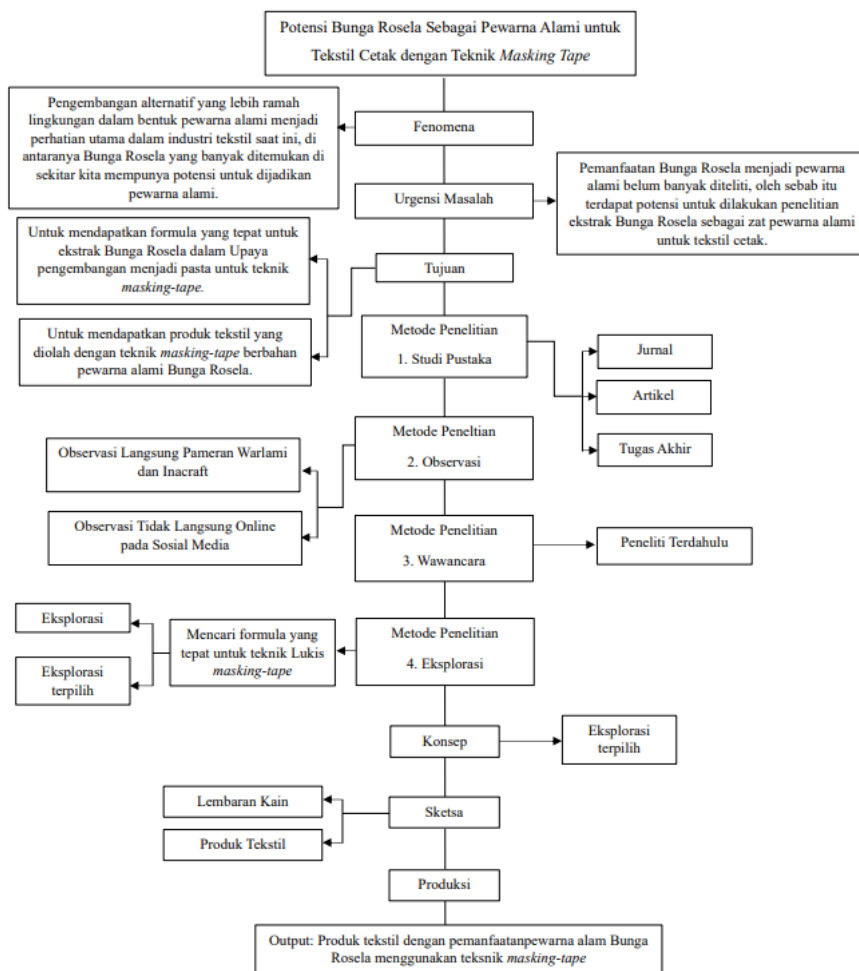 Potensi Bunga Rosela Sebagai Pewarna Alami untuk
Tekstil Cetak dengan Teknik Masking Tape
Pengembangan alternatif yang lebih ramah
lingkungan dalam bentuk pewarna alami menjadi
perhatian utama dalam industri tekstil saat ini, di
antaranya Bunga Rosela yang banyak ditemukan di
sekitar kita mempunya potensi untuk dijadikan
pewarna alami.
Fenomena
Urgensi Masalah
Pemanfaatan Bunga Rosela menjadi pewarna
alami belum banyak diteliti, oleh sebab itu
terdapat potensi untuk dilakukan penelitian
ekstrak Bunga Rosela sebagai zat pewarna alami
untuk tekstil cetak.
Untuk mendapatkan formula yang tepat untuk
ekstrak Bunga Rosela dalam Upaya
pengembangan menjadi pasta untuk teknik
masking-tape.
Tujuan
Untuk mendapatkan produk tekstil yang
diolah dengan teknik masking-tape berbahan
pewarna alami Bunga Rosela.
Metode Penelitian
1. Studi Pustaka
Jurnal
Artikel
Tugas Akhir
Metode Peneltian
2. Observasi
Observasi Langsung Pameran Warlami
dan Inacraft
Observasi Tidak Langsung Online
pada Sosial Media
Metode Penelitian
3. Wawancara
Peneliti Terdahulu
Metode Penelitian
4. Eksplorasi
Mencari formula yang
tepat untuk teknik Lukis
masking-tape
Eksplorasi
Eksplorasi
terpilih
Konsep
Eksplorasi
terpilih
Sketsa
Lembaran Kain
Produk Tekstil
Produksi
Output: Produk tekstil dengan pemanfaatanpewarna alam Bunga
Rosela menggunakan teksnik masking-tape